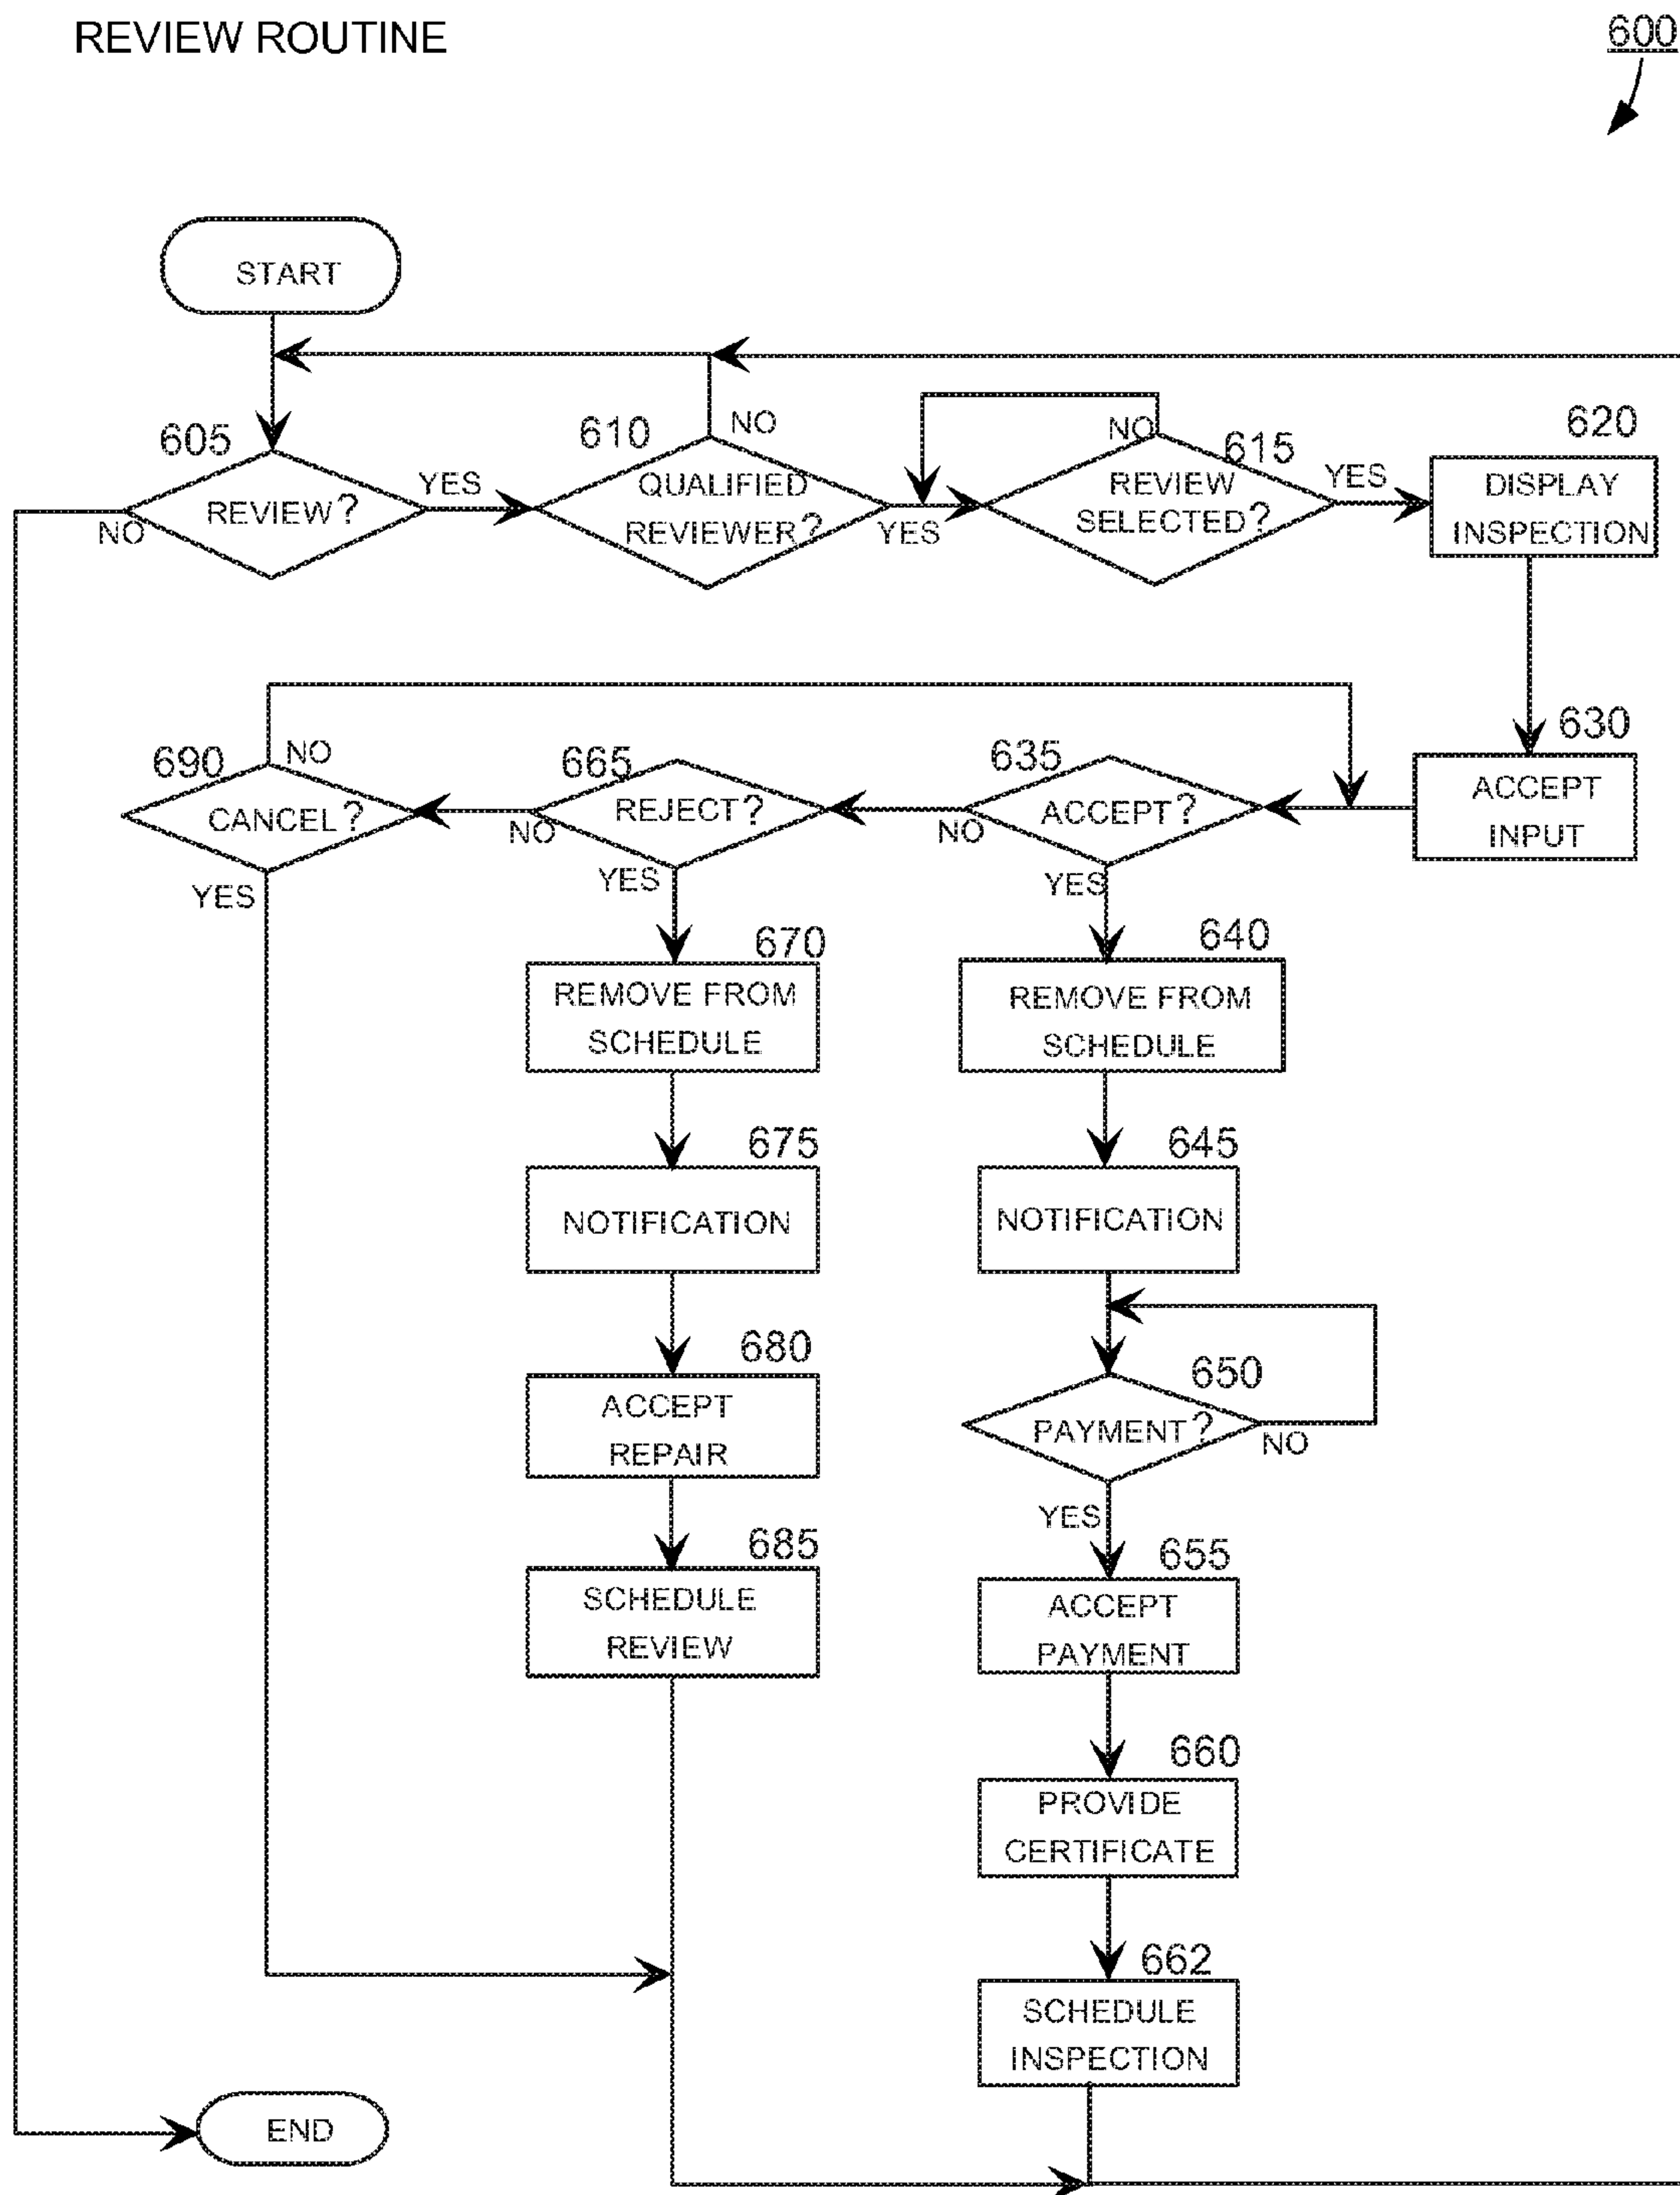 REVIEW ROUTINE
600
START
605
REVIEW?
NO
YES
610
QUALIFIED
REVIEWER?
NO
YES
615
REVIEW
SELECTED?
NO
YES
620
DISPLAY
INSPECTION
630
ACCEPT
INPUT
635
ACCEPT?
NO
YES
665
REJECT?
NO
YES
690
CANCEL?
NO
YES
670
REMOVE FROM
SCHEDULE
675
NOTIFICATION
680
ACCEPT
REPAIR
685
SCHEDULE
REVIEW
640
REMOVE FROM
SCHEDULE
645
NOTIFICATION
650
PAYMENT?
NO
YES
655
ACCEPT
PAYMENT
660
PROVIDE
CERTIFICATE
662
SCHEDULE
INSPECTION
END